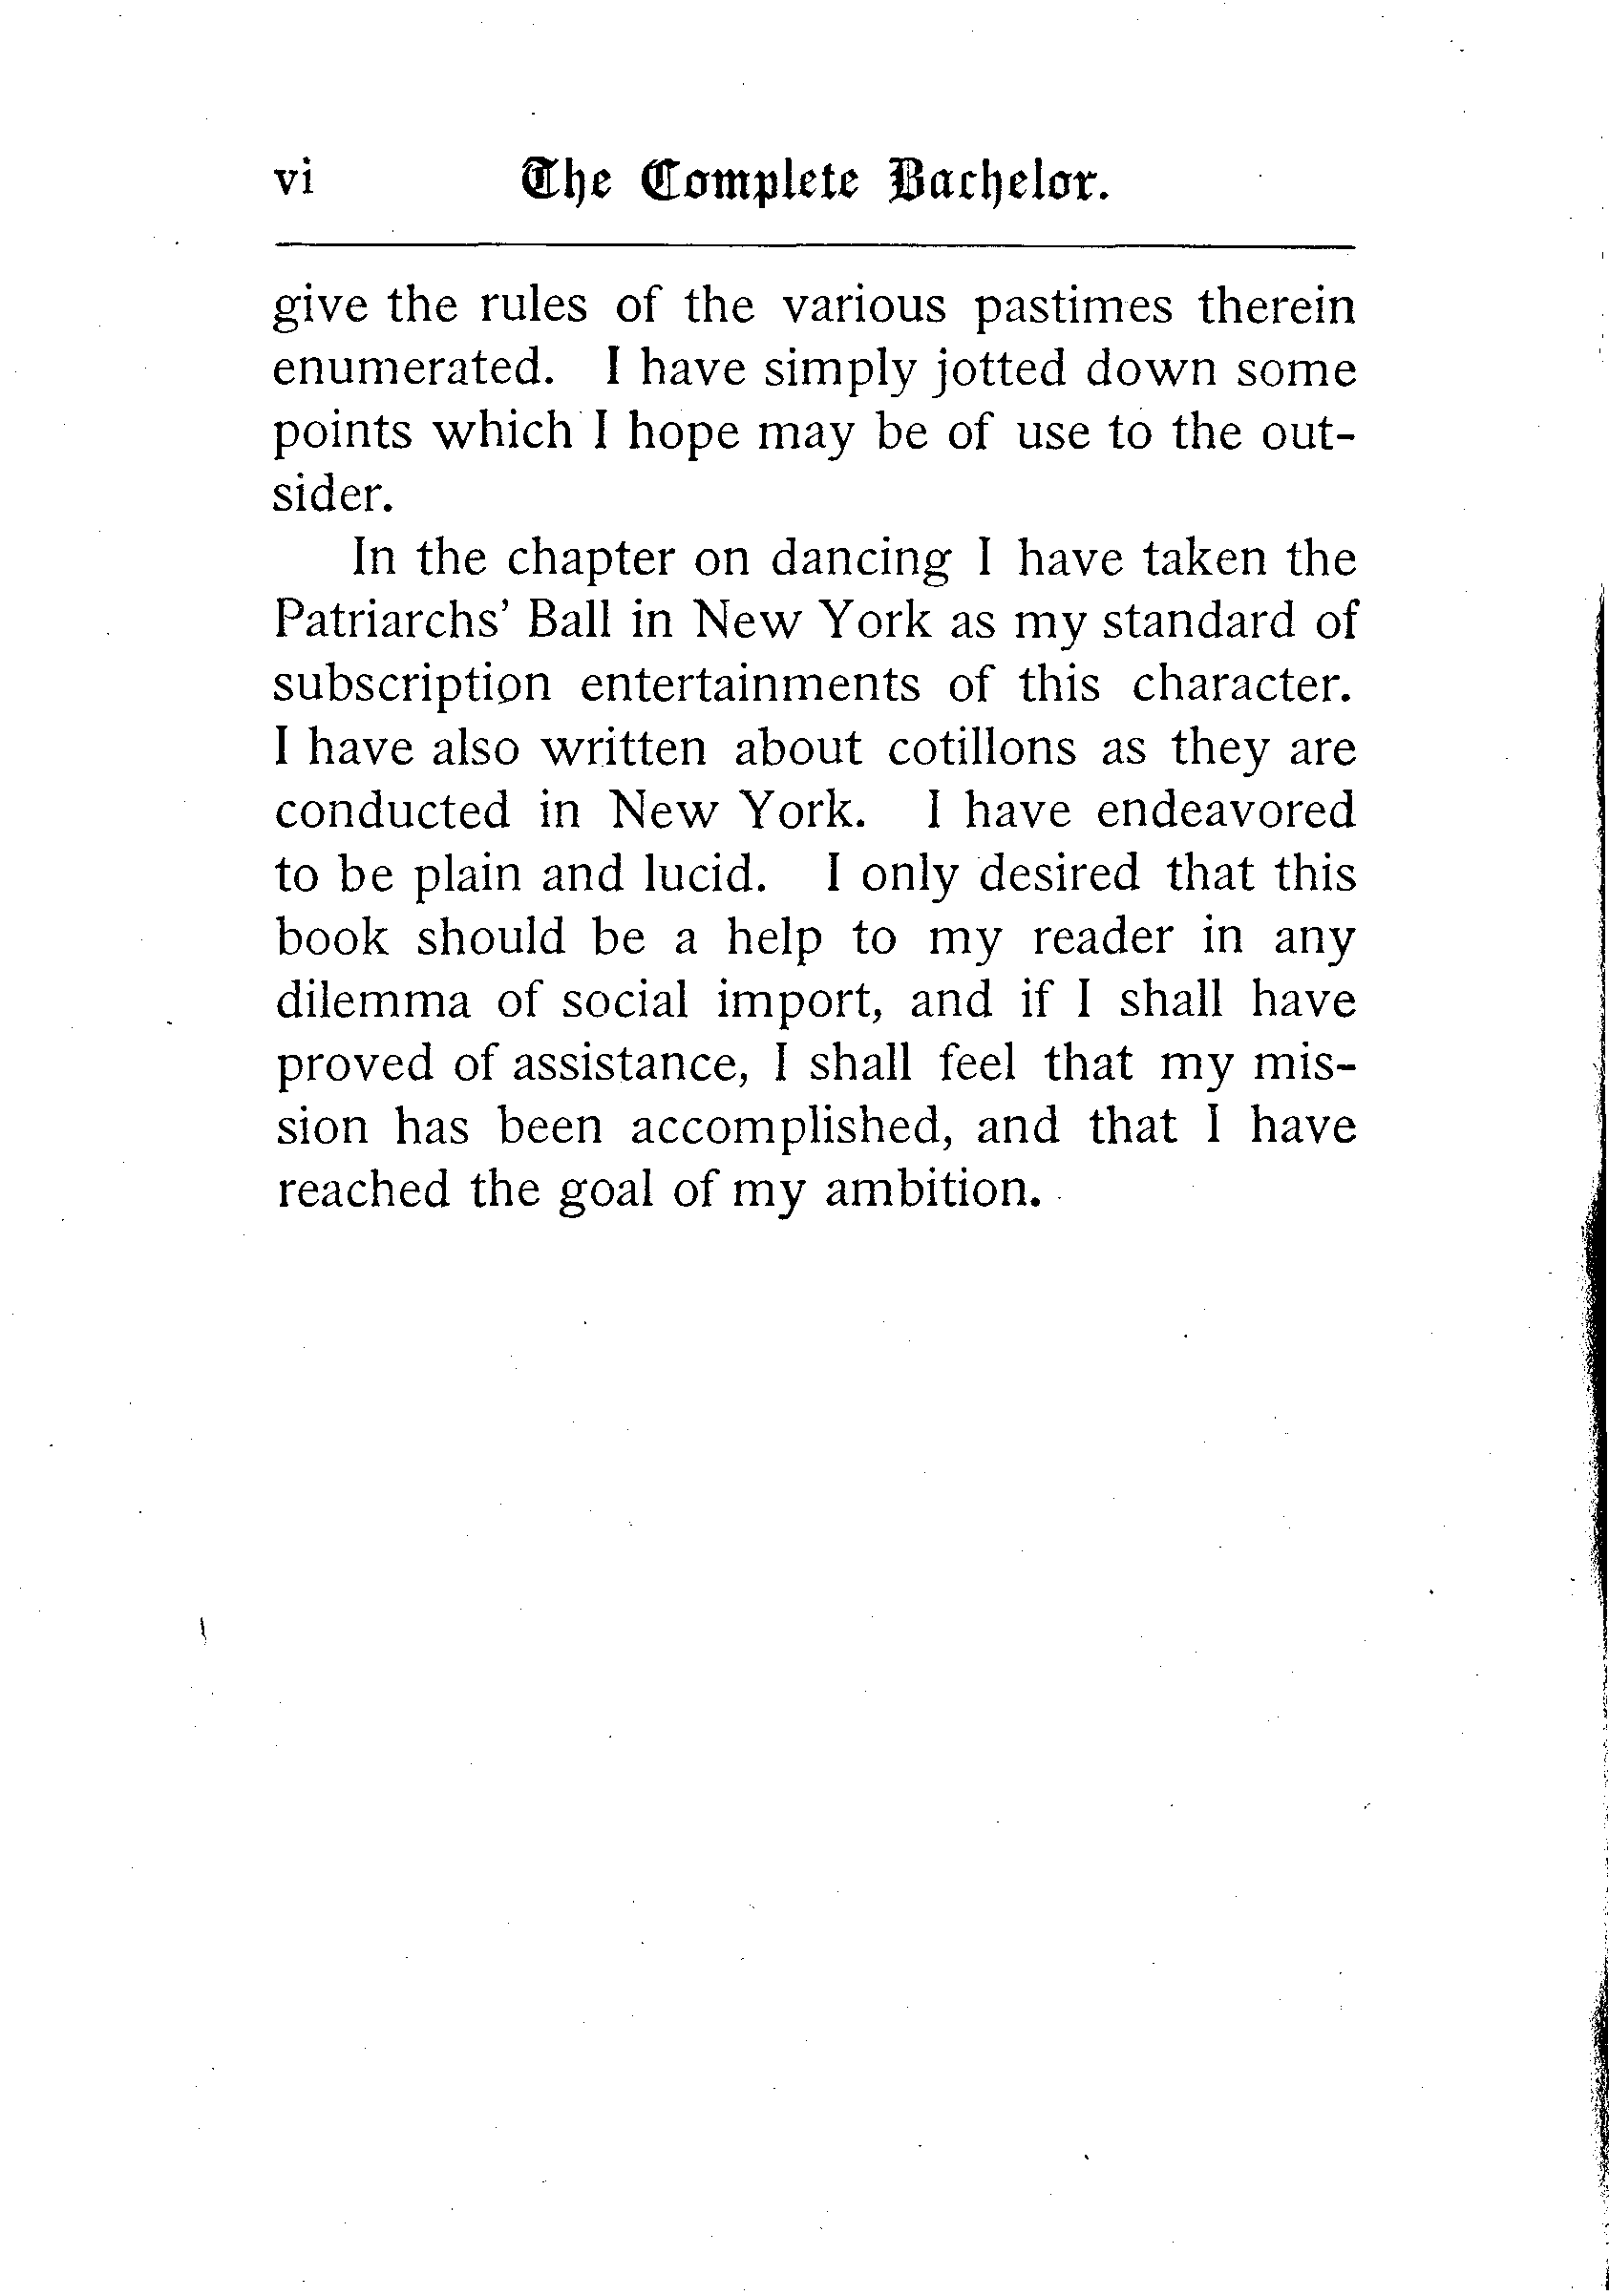 vi The Complete Bachelor.
give the rules of the various pastimes therein
enumerated. I have simply jotted down some
points which I hope may be of use to the out-
sider.
In the chapter on dancing I have taken the
Patriarchs' Ball in New York as my standard of
subscription entertainments of this character.
I have also written about cotillons as they are
conducted in New York. I have endeavored
to be plain and lucid. I only desired that this
book should be a help to my reader in any
dilemma of social import, and if I shall have
proved of assistance, I shall feel that my mis-
sion has been accomplished, and that I have
reached the goal of my ambition.